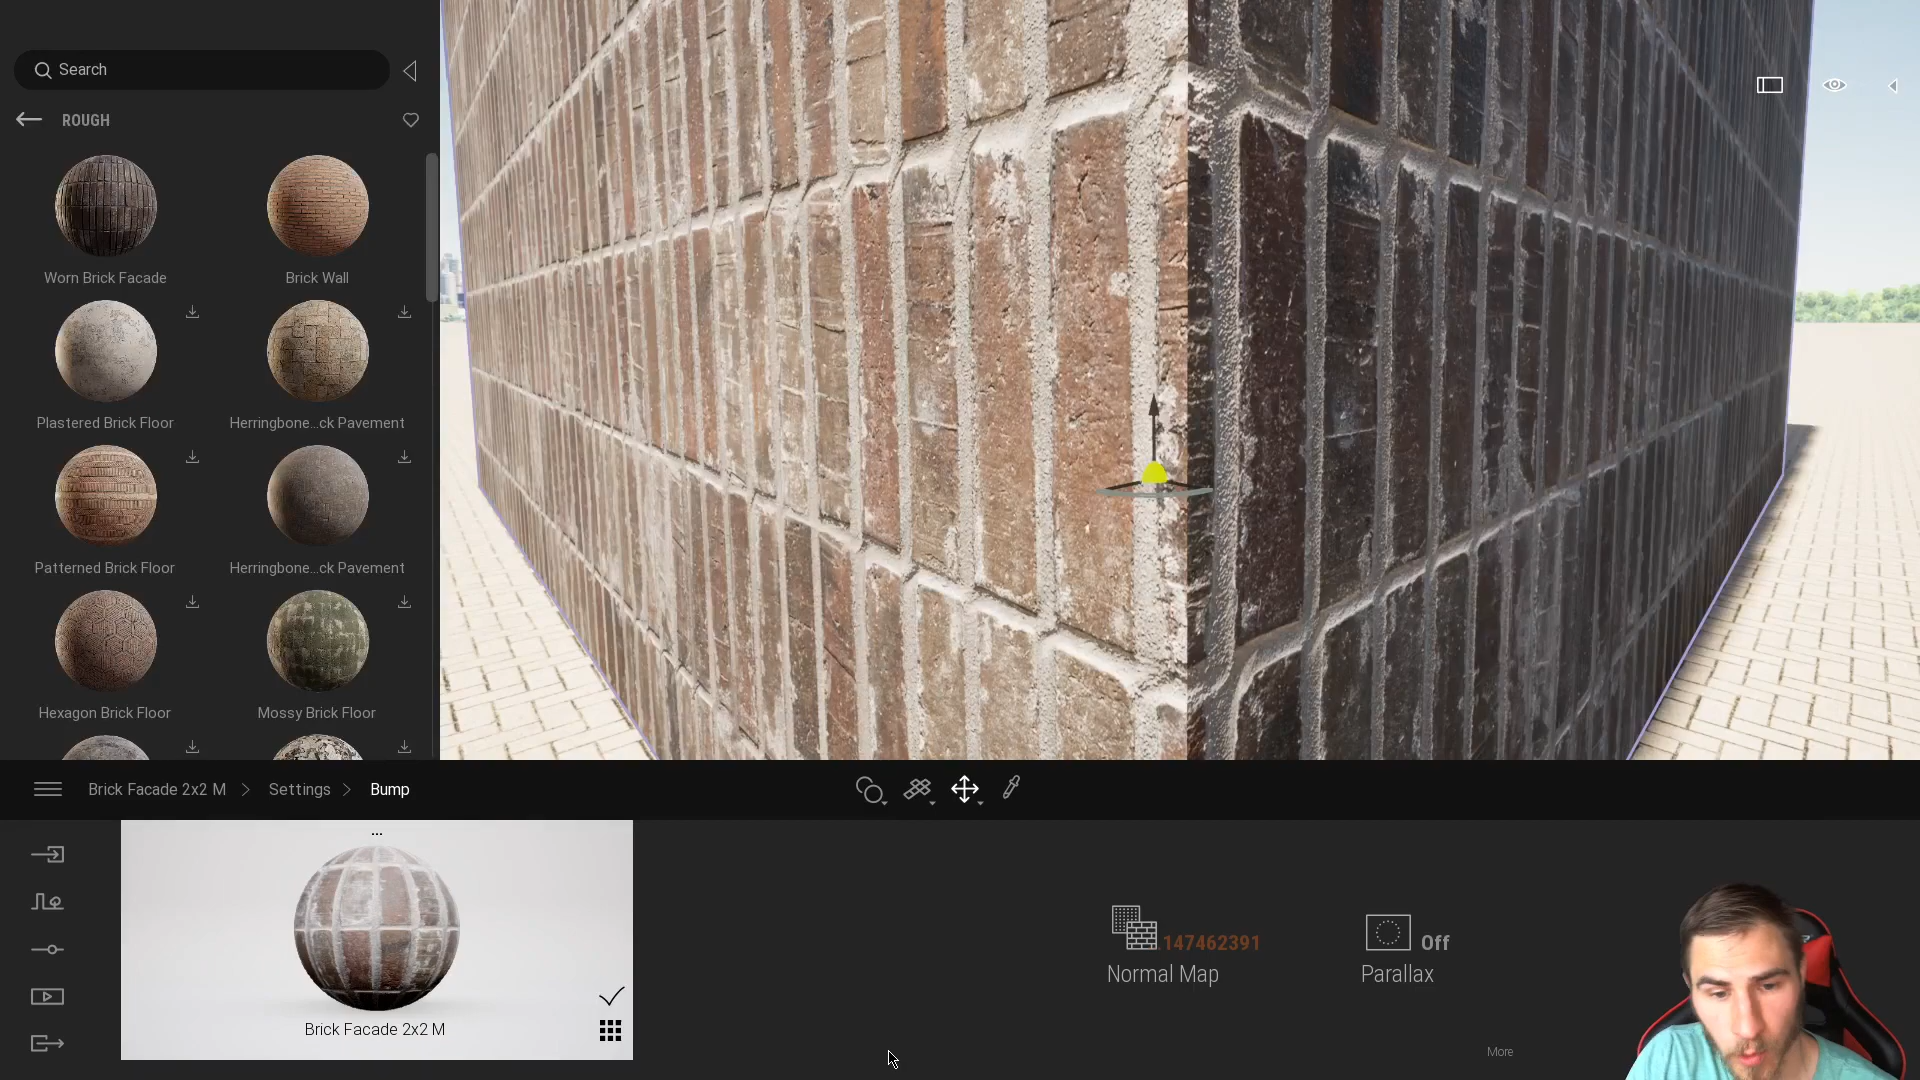 Search
ROUGH
Worn Brick Facade
Brick Wall
Plastered Brick Floor
Herringbone...ck Pavement
Patterned Brick Floor
Herringbone...ck Pavement
Hexagon Brick Floor
Mossy Brick Floor
Brick Facade 2x2 M
Settings
Bump
...
Brick Facade 2x2 M
147462391
Normal Map
Off
Parallax
More